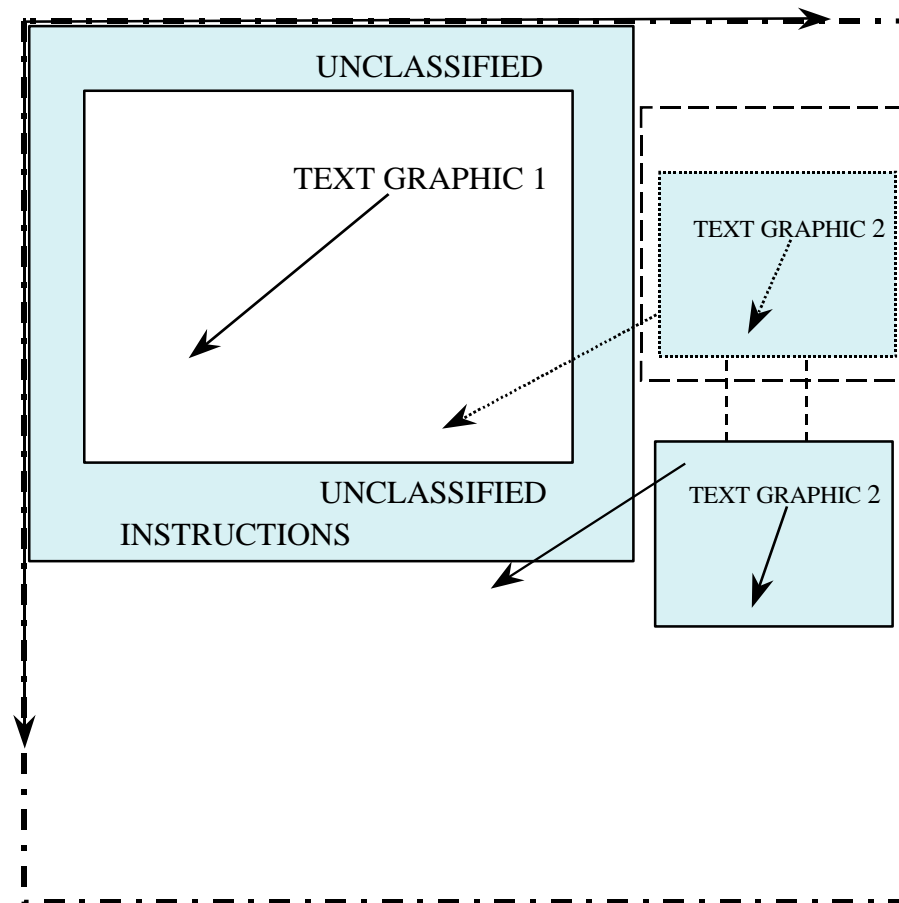 UNCLASSIFIED
TEXT GRAPHIC 1
TEXT GRAPHIC 2
UNCLASSIFIED
TEXT GRAPHIC 2
INSTRUCTIONS